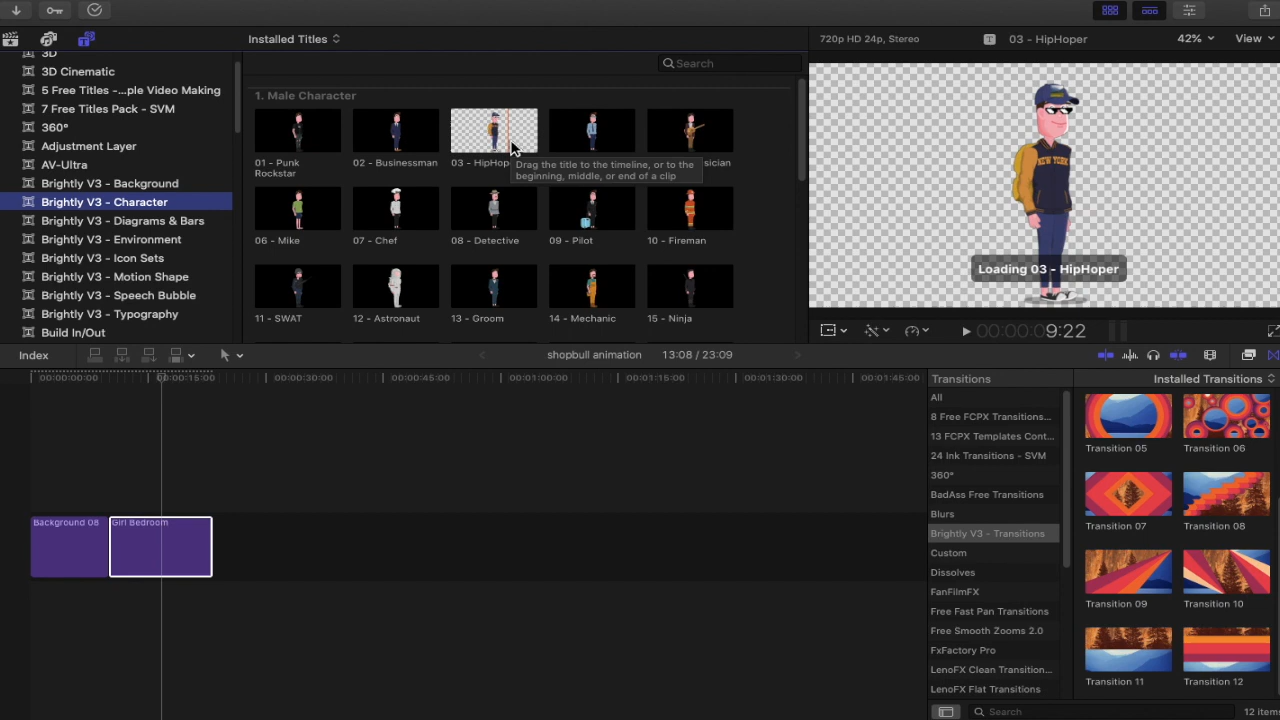 Installed Titles
720p HD 24p, Stereo
T
03 - HipHoper
42%
View
3D
3D Cinematic
5 Free Titles -...ple Video Making
7 Free Titles Pack - SVM
360°
Adjustment Layer
AV-Ultra
Brightly V3 - Background
Brightly V3 - Character
Brightly V3 - Diagrams & Bars
Brightly V3 - Environment
Brightly V3 - Icon Sets
Brightly V3 - Motion Shape
Brightly V3 - Speech Bubble
Brightly V3 - Typography
Build In/Out
Search
1. Male Character
01 - Punk
Rockstar
02 - Businessman
03 - HipHop
sician
Drag the title to the timeline, or to the
beginning, middle, or end of a clip
06 - Mike
07 - Chef
08 - Detective
09 - Pilot
10 - Fireman
11 - SWAT
12 - Astronaut
13 - Groom
14 - Mechanic
15 - Ninja
NEW YORK
Loading 03 - HipHoper
00:00:09:22
Index
shopbull animation
13:08 / 23:09
00:00:00:00
00:00:15:00
00:00:30:00
00:00:45:00
00:01:00:00
00:01:15:00
00:01:30:00
00:01:45:00
Background 08
Girl Bedroom
Transitions
Installed Transitions
All
8 Free FCPX Transitions...
13 FCPX Templates Cont...
24 Ink Transitions - SVM
360°
BadAss Free Transitions
Blurs
Brightly V3 - Transitions
Custom
Dissolves
FanFilmFX
Free Fast Pan Transitions
Free Smooth Zooms 2.0
FxFactory Pro
LenoFX Clean Transition...
LenoFX Flat Transitions
Transition 05
Transition 06
Transition 07
Transition 08
Transition 09
Transition 10
Transition 11
Transition 12
Search
12 items